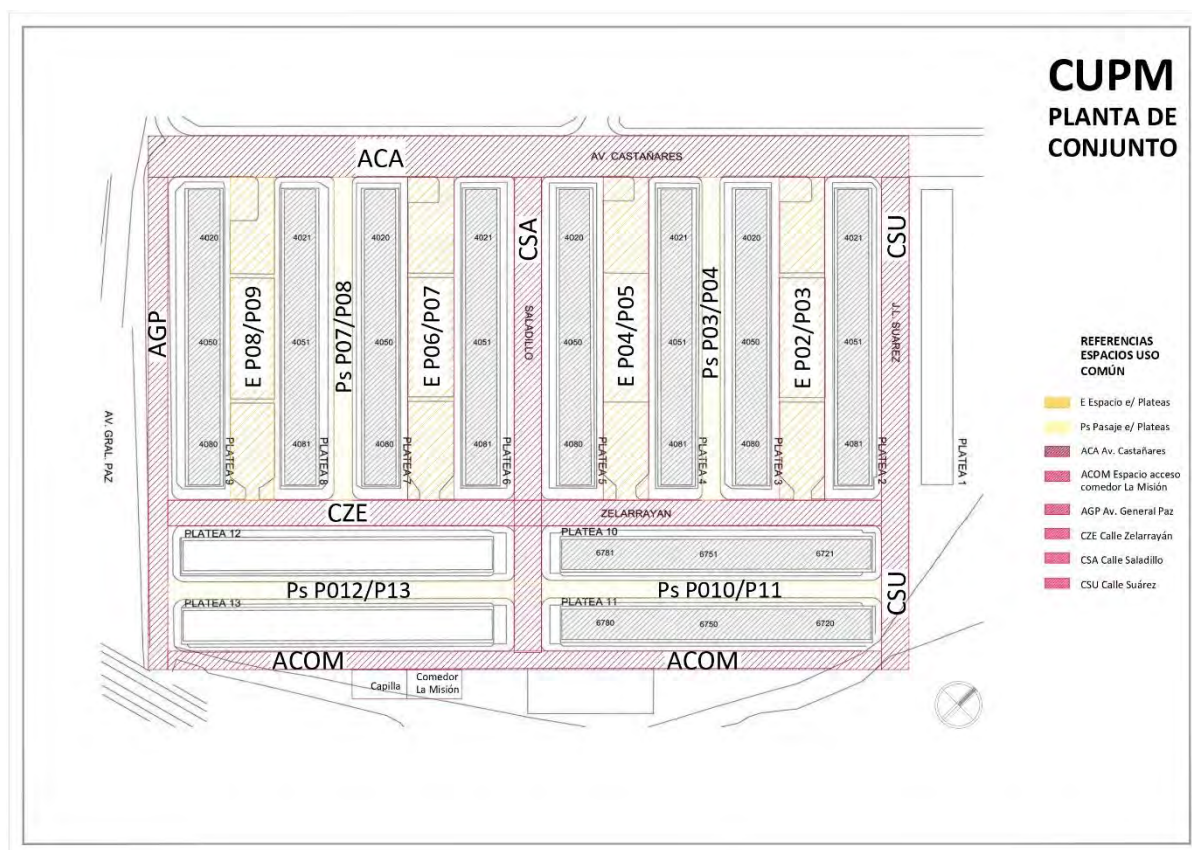 CUPM
PLANTA DE
CONJUNTO
ACA
AV. CASTAÑARES
4020
4021
4020
4021
4020
4021
4020
4021
CSA
CSU
AGP
E P08/P09
Ps P07/P08
E P06/P07
SALADILLO
E P04/P05
Ps P03/P04
E P02/P03
J.L. SUAREZ
4050
4051
4050
4051
4050
4051
4050
4051
AV. GRAL. PAZ
4080
4081
4080
4081
4080
4081
4080
4081
PLATEA 9
PLATEA 8
PLATEA 7
PLATEA 6
PLATEA 5
PLATEA 4
PLATEA 3
PLATEA 2
PLATEA 1
CZE
ZELARRAYAN
PLATEA 12
PLATEA 10
6781
6751
6721
Ps P012/P13
Ps P010/P11
CSU
PLATEA 13
PLATEA 11
6780
6750
6720
ACOM
ACOM
Capilla
Comedor
La Misión
REFERENCIAS
ESPACIOS USO
COMÚN
E Espacio e/ Plateas
Ps Pasaje e/ Plateas
ACA Av. Castañares
ACOM Espacio acceso
comedor La Misión
AGP Av. General Paz
CZE Calle Zelarrayán
CSA Calle Saladillo
CSU Calle Suárez